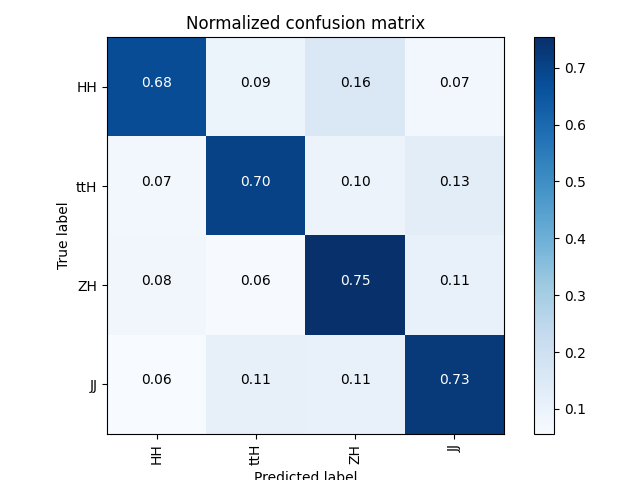 Normalized confusion matrix
HH 0.68 0.09 0.16 0.07
ttH 0.07 0.70 0.10 0.13
ZH 0.08 0.06 0.75 0.11
JJ 0.06 0.11 0.11 0.73
HH ttH ZH JJ
True label
Predicted label
0.7
0.6
0.5
0.4
0.3
0.2
0.1